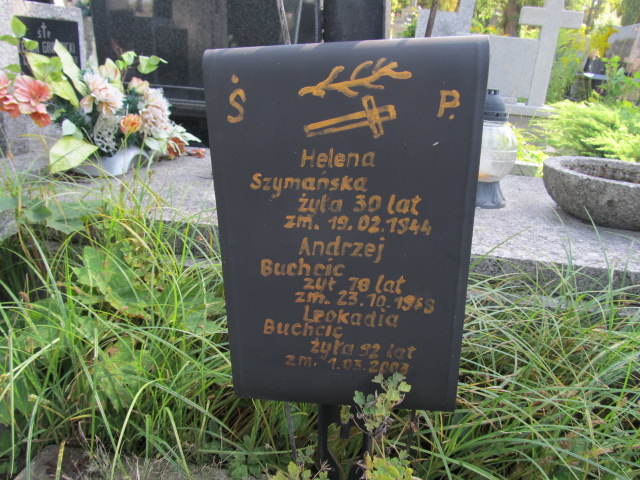 Ś P.
Helena
Szymańska
żyła 30 lat
zm. 19.02.1944
Andrzej
Buchcic
żył 78 lat
zm. 23.10.1968
Leokadia
Buchcic
żyła 92 lat
zm. 1.03.2003